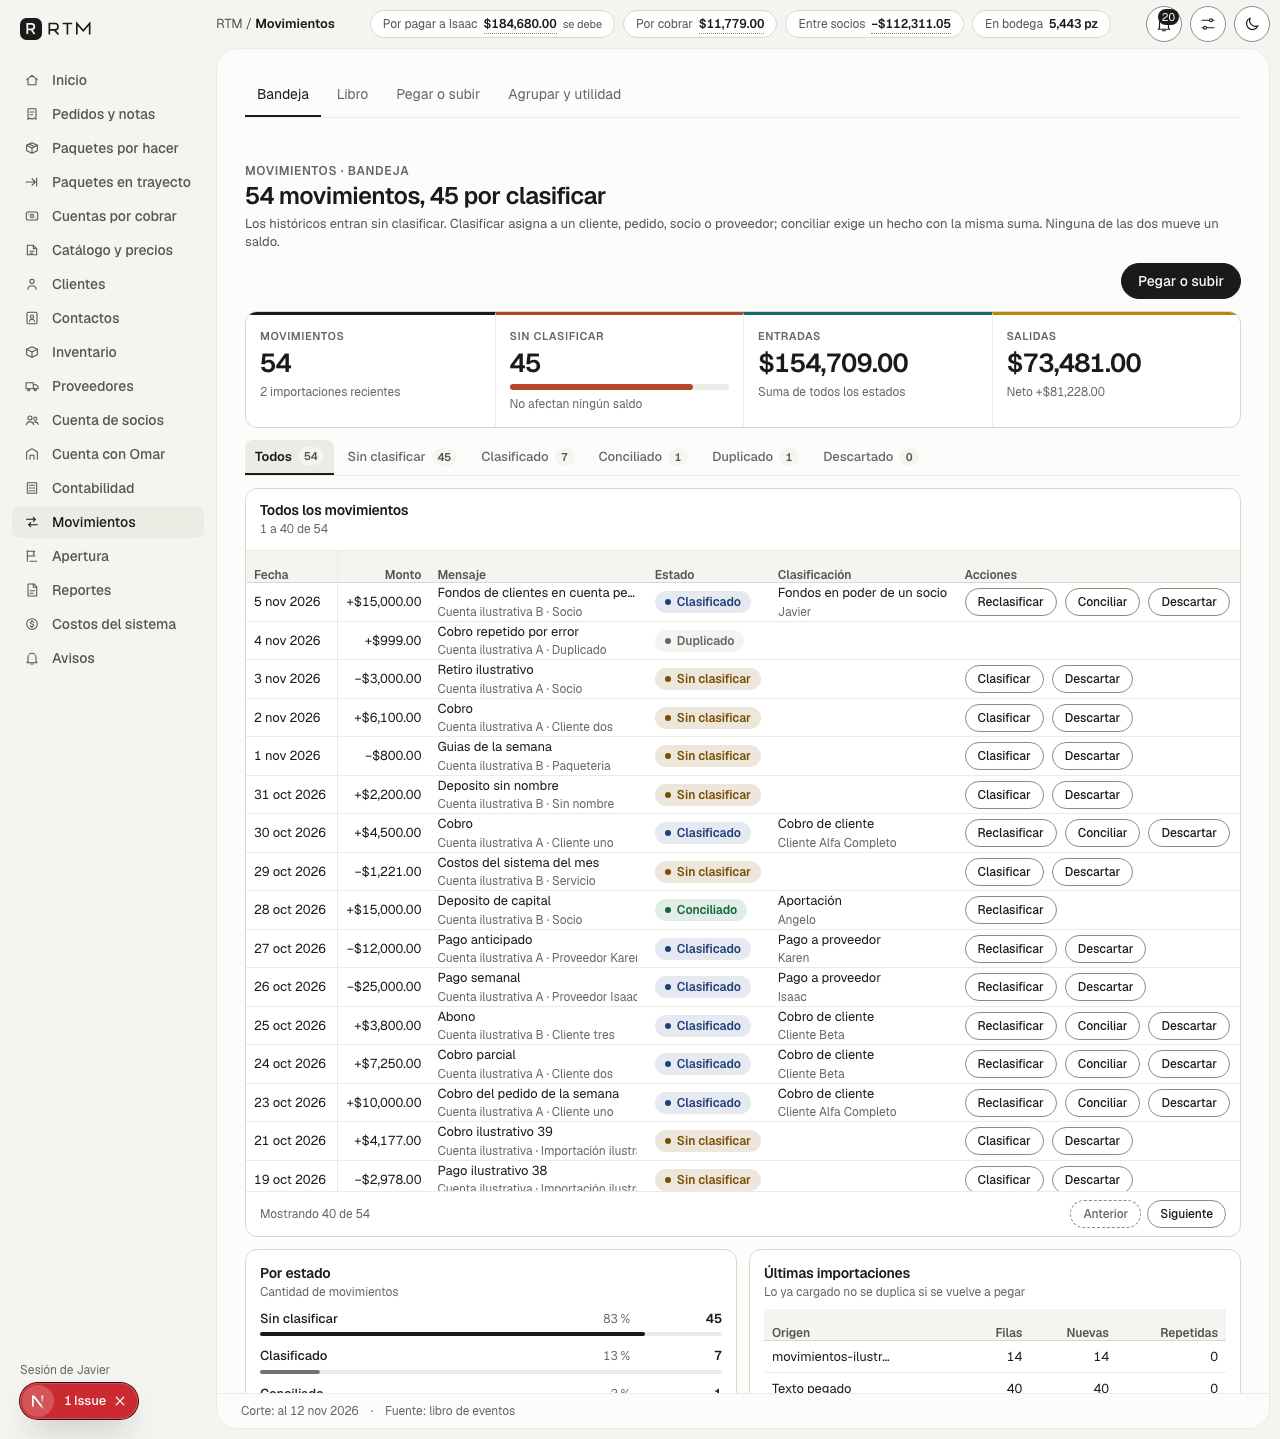 R RTM
RTM / Movimientos
Por pagar a Isaac $184,680.00 se debe
Por cobrar $11,779.00
Entre socios −$112,311.05
En bodega 5,443 pz
20
Inicio
Pedidos y notas
Paquetes por hacer
Paquetes en trayecto
Cuentas por cobrar
Catálogo y precios
Clientes
Contactos
Inventario
Proveedores
Cuenta de socios
Cuenta con Omar
Contabilidad
Movimientos
Apertura
Reportes
Costos del sistema
Avisos
Sesión de Javier
N 1 Issue
Bandeja Libro Pegar o subir Agrupar y utilidad
MOVIMIENTOS · BANDEJA
54 movimientos, 45 por clasificar
Los históricos entran sin clasificar. Clasificar asigna a un cliente, pedido, socio o proveedor; conciliar exige un hecho con la misma suma. Ninguna de las dos mueve un
saldo.
Pegar o subir
MOVIMIENTOS
54
2 importaciones recientes
SIN CLASIFICAR
45
No afectan ningún saldo
ENTRADAS
$154,709.00
Suma de todos los estados
SALIDAS
$73,481.00
Neto +$81,228.00
Todos 54 Sin clasificar 45 Clasificado 7 Conciliado 1 Duplicado 1 Descartado 0
Todos los movimientos
1 a 40 de 54
Fecha Monto Mensaje Estado Clasificación Acciones
5 nov 2026 +$15,000.00 Fondos de clientes en cuenta pe… Clasificado Fondos en poder de un socio Reclasificar Conciliar Descartar
Cuenta ilustrativa B · Socio Javier
4 nov 2026 +$999.00 Cobro repetido por error Duplicado
Cuenta ilustrativa A · Duplicado
3 nov 2026 −$3,000.00 Retiro ilustrativo Sin clasificar Clasificar Descartar
Cuenta ilustrativa A · Socio
2 nov 2026 +$6,100.00 Cobro Sin clasificar Clasificar Descartar
Cuenta ilustrativa A · Cliente dos
1 nov 2026 −$800.00 Guias de la semana Sin clasificar Clasificar Descartar
Cuenta ilustrativa B · Paqueteria
31 oct 2026 +$2,200.00 Deposito sin nombre Sin clasificar Clasificar Descartar
Cuenta ilustrativa B · Sin nombre
30 oct 2026 +$4,500.00 Cobro Clasificado Cobro de cliente Reclasificar Conciliar Descartar
Cuenta ilustrativa A · Cliente uno Cliente Alfa Completo
29 oct 2026 −$1,221.00 Costos del sistema del mes Sin clasificar Clasificar Descartar
Cuenta ilustrativa B · Servicio
28 oct 2026 +$15,000.00 Deposito de capital Conciliado Aportación Reclasificar
Cuenta ilustrativa B · Socio Angelo
27 oct 2026 −$12,000.00 Pago anticipado Clasificado Pago a proveedor Reclasificar Descartar
Cuenta ilustrativa A · Proveedor Karen Karen
26 oct 2026 −$25,000.00 Pago semanal Clasificado Pago a proveedor Reclasificar Descartar
Cuenta ilustrativa A · Proveedor Isaac Isaac
25 oct 2026 +$3,800.00 Abono Clasificado Cobro de cliente Reclasificar Conciliar Descartar
Cuenta ilustrativa B · Cliente tres Cliente Beta
24 oct 2026 +$7,250.00 Cobro parcial Clasificado Cobro de cliente Reclasificar Conciliar Descartar
Cuenta ilustrativa A · Cliente dos Cliente Beta
23 oct 2026 +$10,000.00 Cobro del pedido de la semana Clasificado Cobro de cliente Reclasificar Conciliar Descartar
Cuenta ilustrativa A · Cliente uno Cliente Alfa Completo
21 oct 2026 +$4,177.00 Cobro ilustrativo 39 Sin clasificar Clasificar Descartar
Cuenta ilustrativa · Importación ilustr
19 oct 2026 −$2,978.00 Pago ilustrativo 38 Sin clasificar Clasificar Descartar
Cuenta ilustrativa · Importación ilustr
Mostrando 40 de 54 Anterior Siguiente
Por estado
Cantidad de movimientos
Sin clasificar 83 % 45
Clasificado 13 % 7
Conciliado 2 % 1
Últimas importaciones
Lo ya cargado no se duplica si se vuelve a pegar
Origen Filas Nuevas Repetidas
movimientos-ilustr… 14 14 0
Texto pegado 40 40 0
Corte: al 12 nov 2026 · Fuente: libro de eventos